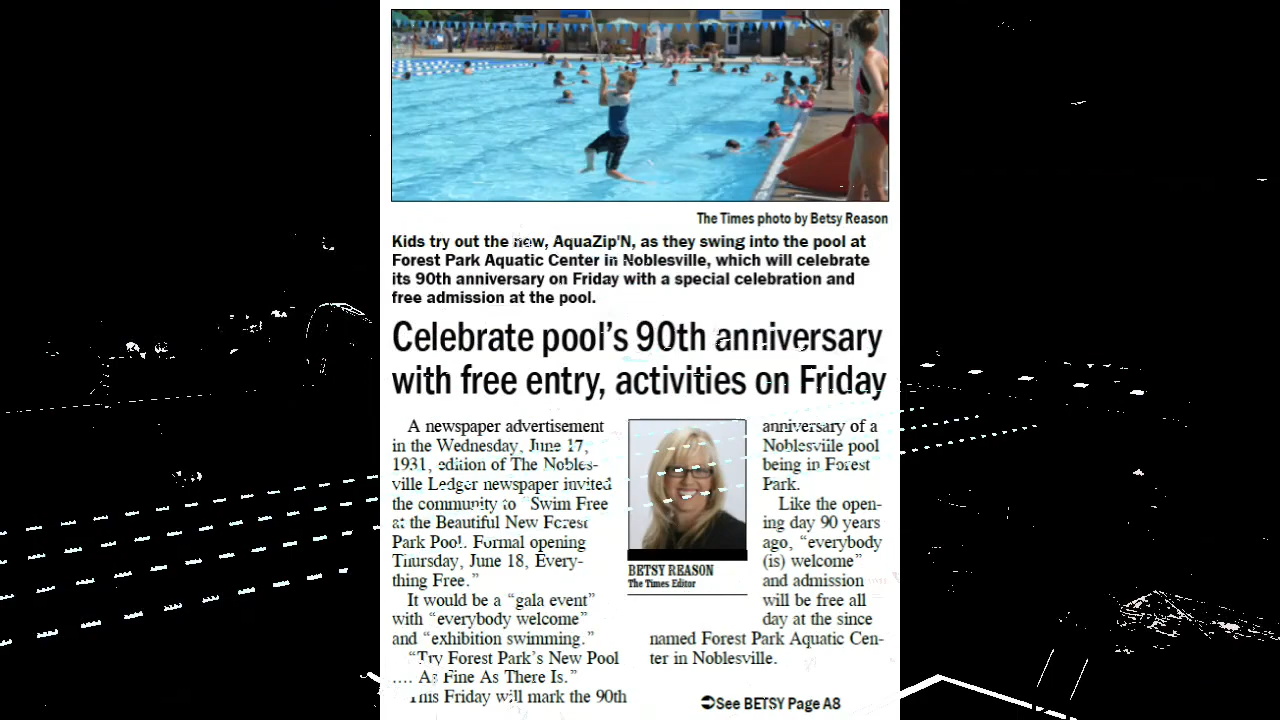 The Times photo by Betsy Reason
Kids try out the new, AquaZip'N, as they swing into the pool at
Forest Park Aquatic Center in Noblesville, which will celebrate
its 90th anniversary on Friday with a special celebration and
free admission at the pool.
Celebrate pool's 90th anniversary
with free entry, activities on Friday
A newspaper advertisement
in the Wednesday, June 17,
1931, edition of The Nobles-
ville Ledger newspaper invited
the community to "Swim Free
at the Beautiful New Forest
Park Pool. Formal opening
Thursday, June 18, Every-
thing Free."
It would be a "gala event"
with "everybody welcome"
and "exhibition swimming."
"Try Forest Park's New Pool
.... As Fine As There Is."
This Friday will mark the 90th
BETSY REASON
The Times Editor
anniversary of a
Noblesville pool
being in Forest
Park.
Like the open-
ing day 90 years
ago, "everybody
(is) welcome"
and admission
will be free all
day at the since
named Forest Park Aquatic Cen-
ter in Noblesville.
See BETSY Page A8